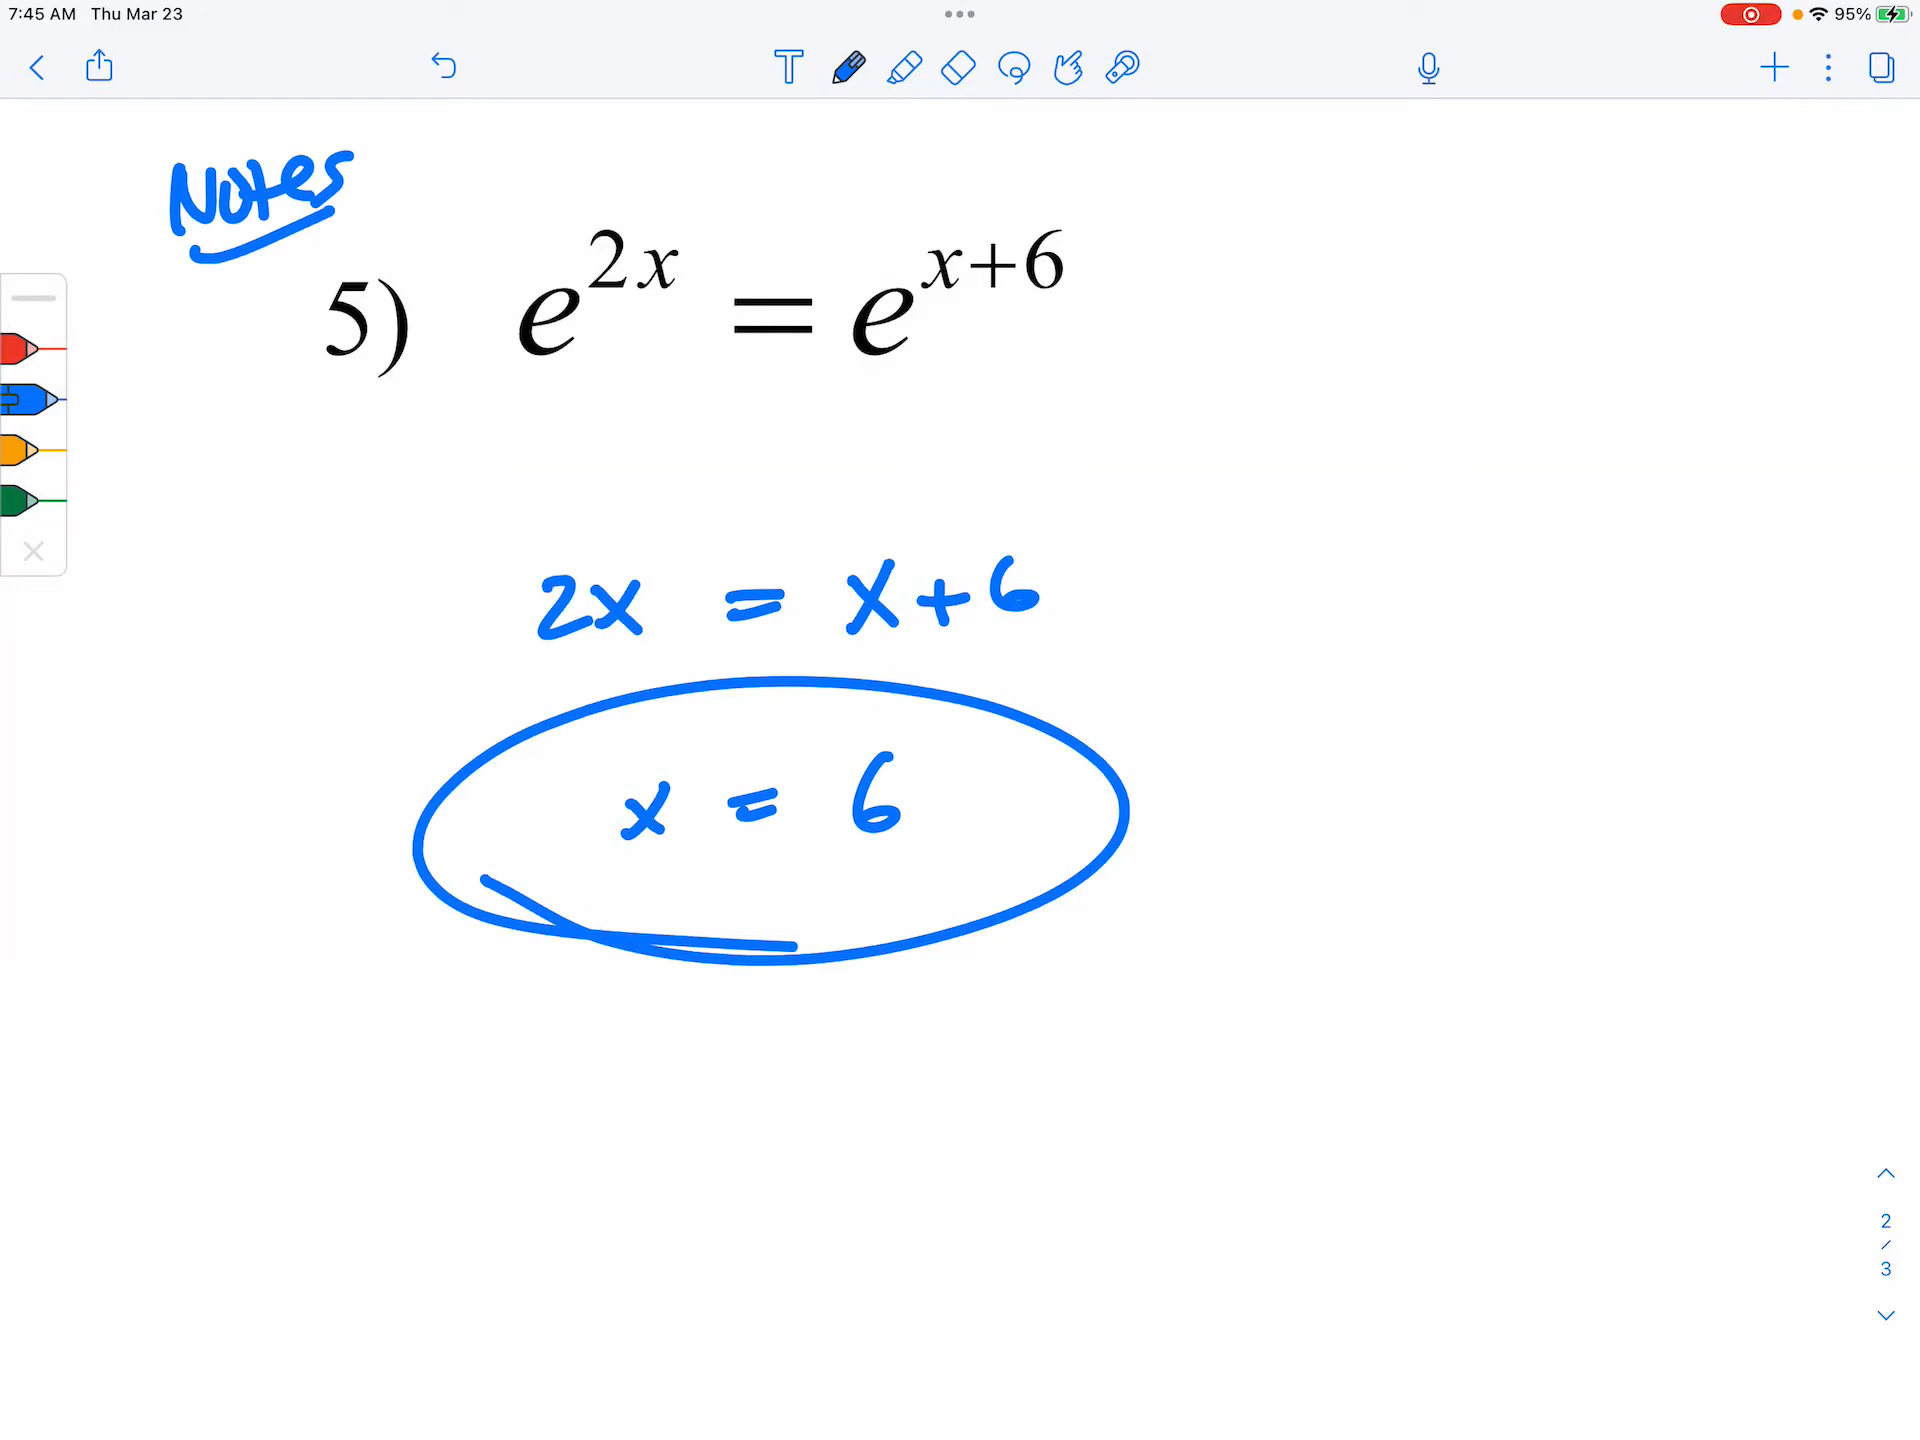 7:45 AM Thu Mar 23
95%
Notes
5) e^{2x} = e^{x+6}
2x = x+6
x = 6
2
/
3